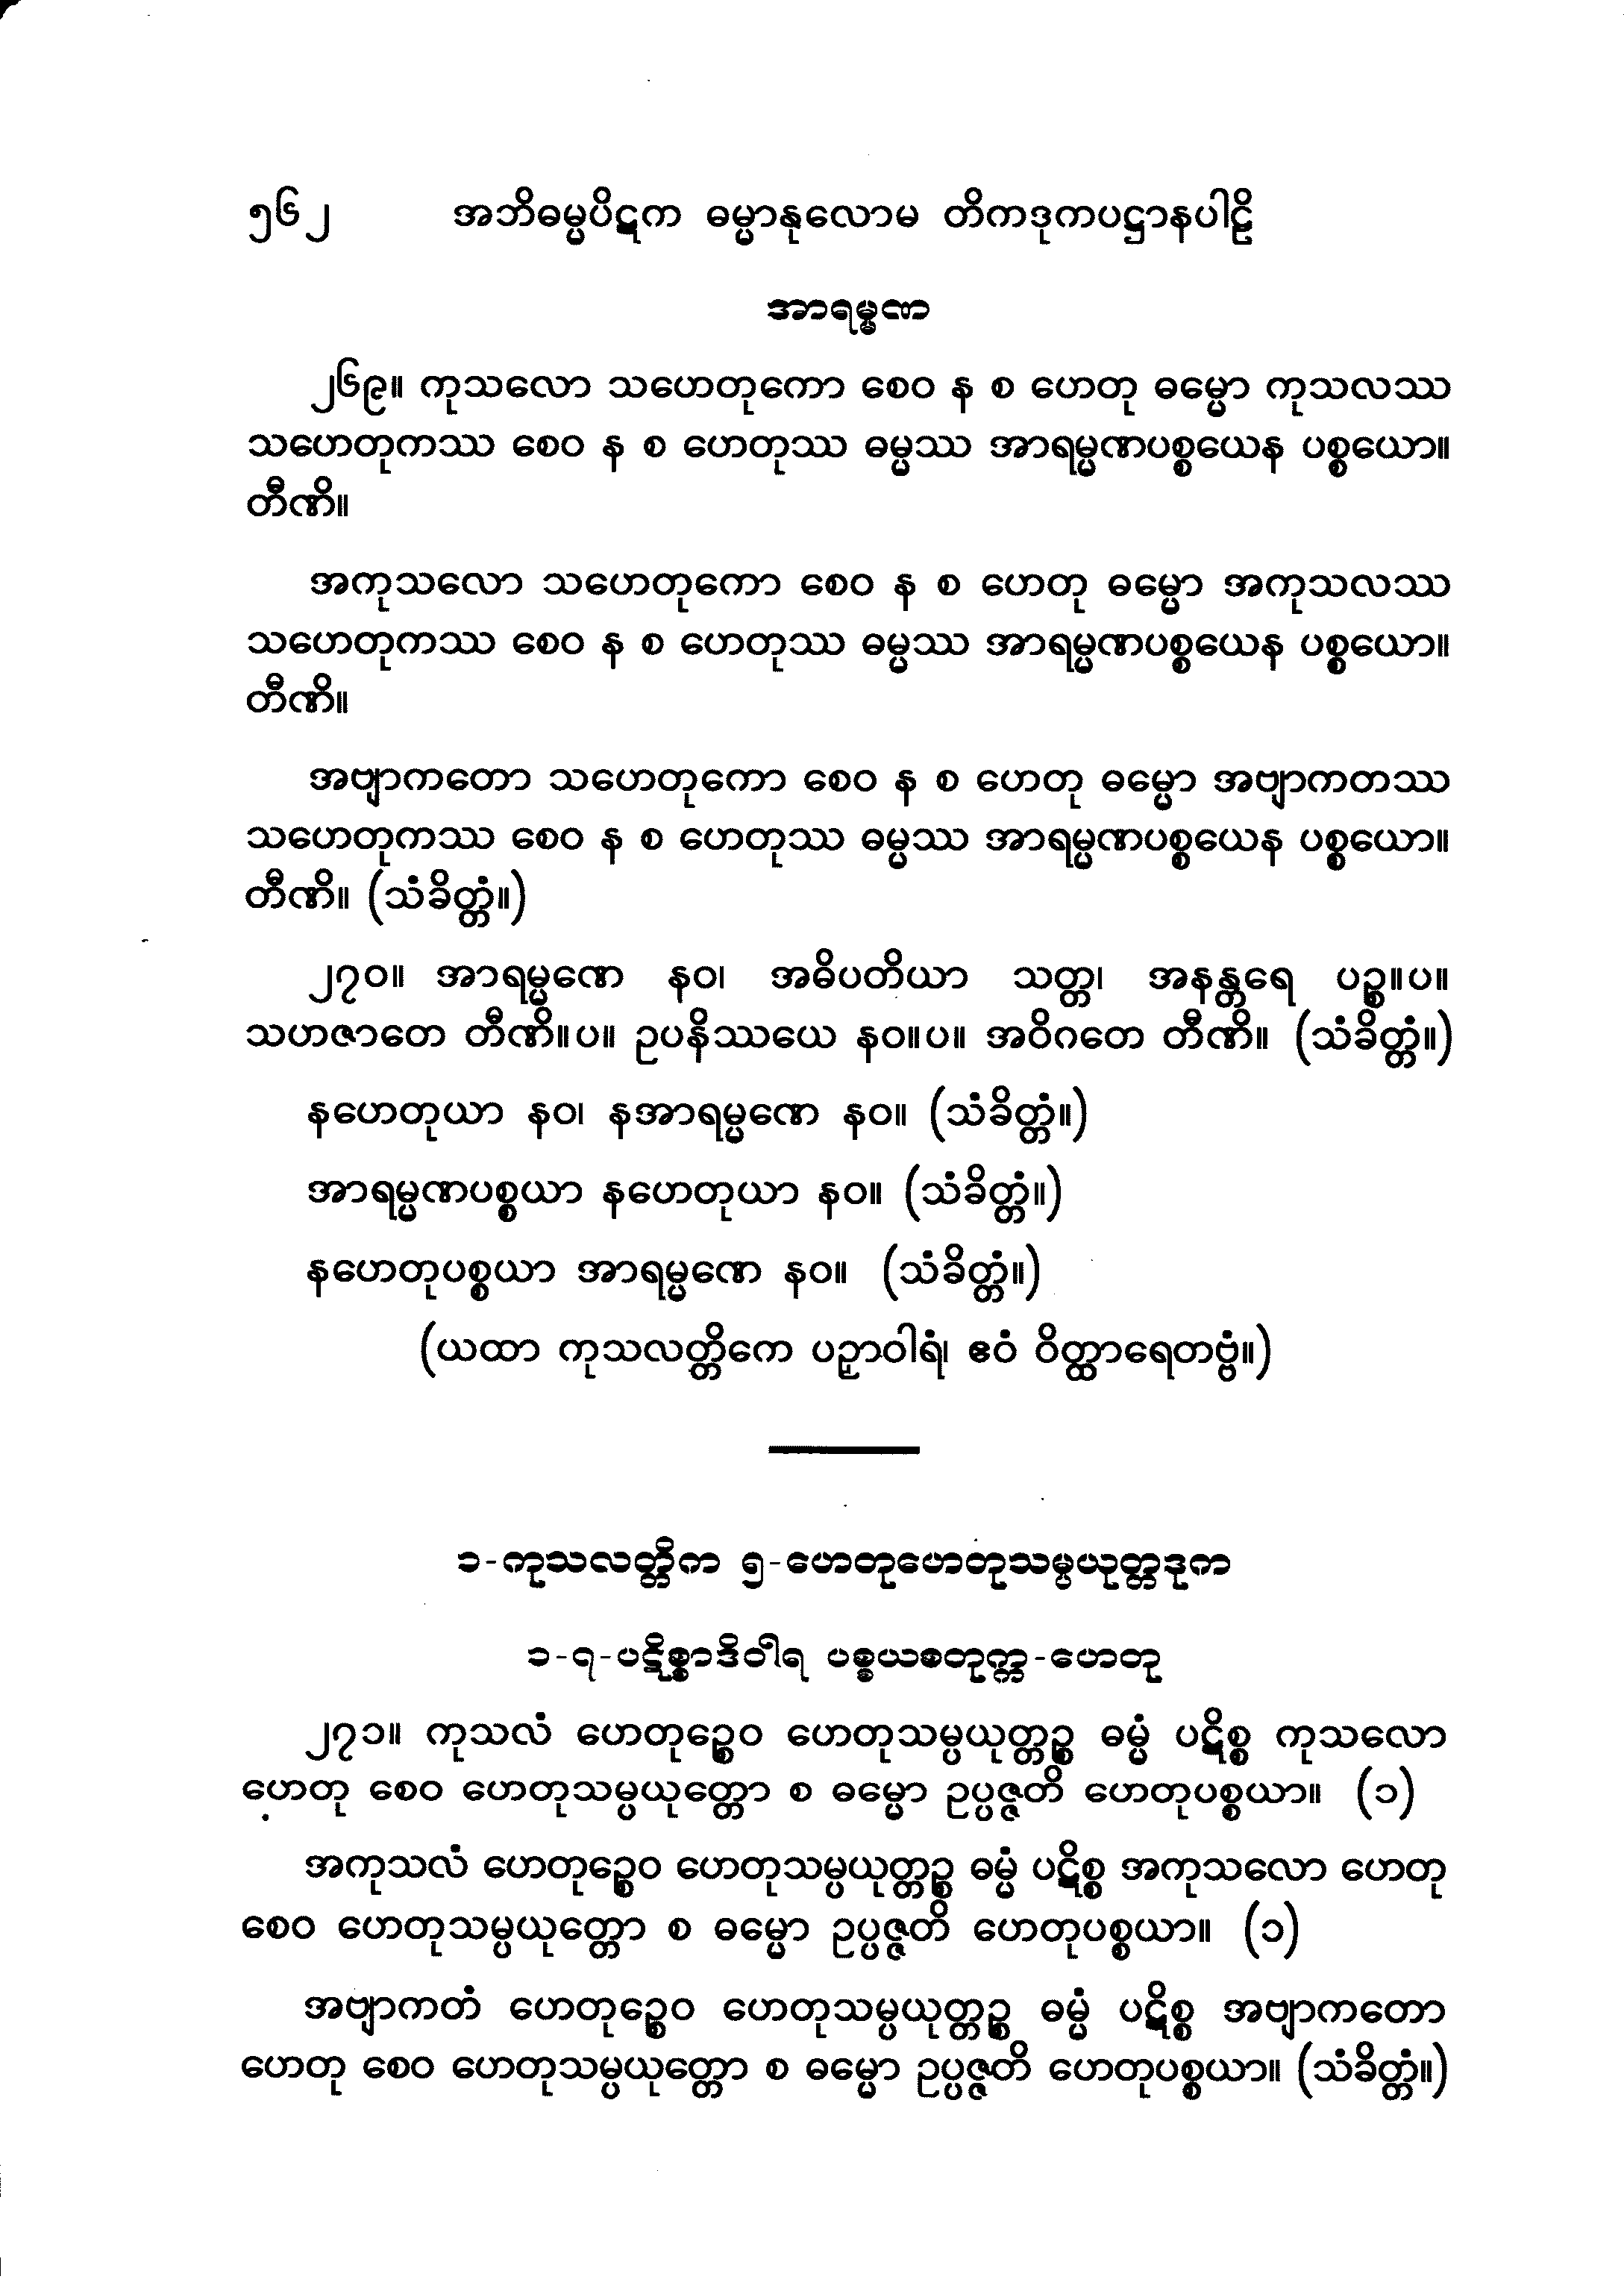 ၅၆၂ အဘိဓမ္မပိဋက ဓမ္မာနုလောမ တိကဒုကပဋ္ဌာနပါဠိ
အာရမ္မဏ
၂၆၉။ ကုသလော သဟေတုကော စေဝ န စ ဟေတု ဓမ္မော ကုသလဿ
သဟေတုကဿ စေဝ န စ ဟေတုဿ ဓမ္မဿ အာရမ္မဏပစ္စယေန ပစ္စယော။
တီဏိ။
အကုသလော သဟေတုကော စေဝ န စ ဟေတု ဓမ္မော အကုသလဿ
သဟေတုကဿ စေဝ န စ ဟေတုဿ ဓမ္မဿ အာရမ္မဏပစ္စယေန ပစ္စယော။
တီဏိ။
အဗျာကတော သဟေတုကော စေဝ န စ ဟေတု ဓမ္မော အဗျာကတဿ
သဟေတုကဿ စေဝ န စ ဟေတုဿ ဓမ္မဿ အာရမ္မဏပစ္စယေန ပစ္စယော။
တီဏိ။ (သံခိတ္တံ။)
၂၇၀။ အာရမ္မဏေ နဝ၊ အဓိပတိယာ သတ္တ၊ အနန္တရေ ပဉ္စ။ပ။
သဟဇာတေ တီဏိ။ပ။ ဥပနိဿယေ နဝ။ပ။ အဝိဂတေ တီဏိ။ (သံခိတ္တံ။)
နဟေတုယာ နဝ၊ နအာရမ္မဏေ နဝ။ (သံခိတ္တံ။)
အာရမ္မဏပစ္စယာ နဟေတုယာ နဝ။ (သံခိတ္တံ။)
နဟေတုပစ္စယာ အာရမ္မဏေ နဝ။ (သံခိတ္တံ။)
(ယထာ ကုသလတ္တိကေ ပဉှာဝါရံ၊ ဧဝံ ဝိတ္ထာရေတဗ္ဗံ။)
၁-ကုသလတ္တိက ၅-ဟေတုဟေတုသမ္ပယုတ္တဒုက
၁-၇-ပဋိစ္စာဒိဝါရ ပစ္စယစတုက္က-ဟေတု
၂၇၁။ ကုသလံ ဟေတုဉ္စေဝ ဟေတုသမ္ပယုတ္တဉ္စ ဓမ္မံ ပဋိစ္စ ကုသလော
ဟေတု စေဝ ဟေတုသမ္ပယုတ္တော စ ဓမ္မော ဥပ္ပဇ္ဇတိ ဟေတုပစ္စယာ။ (၁)
အကုသလံ ဟေတုဉ္စေဝ ဟေတုသမ္ပယုတ္တဉ္စ ဓမ္မံ ပဋိစ္စ အကုသလော ဟေတု
စေဝ ဟေတုသမ္ပယုတ္တော စ ဓမ္မော ဥပ္ပဇ္ဇတိ ဟေတုပစ္စယာ။ (၁)
အဗျာကတံ ဟေတုဉ္စေဝ ဟေတုသမ္ပယုတ္တဉ္စ ဓမ္မံ ပဋိစ္စ အဗျာကတော
ဟေတု စေဝ ဟေတုသမ္ပယုတ္တော စ ဓမ္မော ဥပ္ပဇ္ဇတိ ဟေတုပစ္စယာ။ (သံခိတ္တံ။)